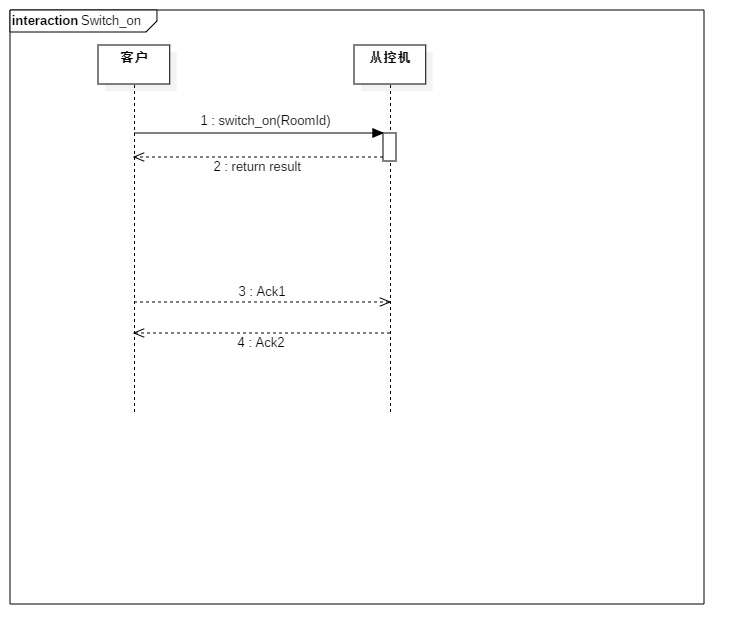 interaction Switch_on
客户
从控机
1 : switch_on(RoomId)
2 : return result
3 : Ack1
4 : Ack2